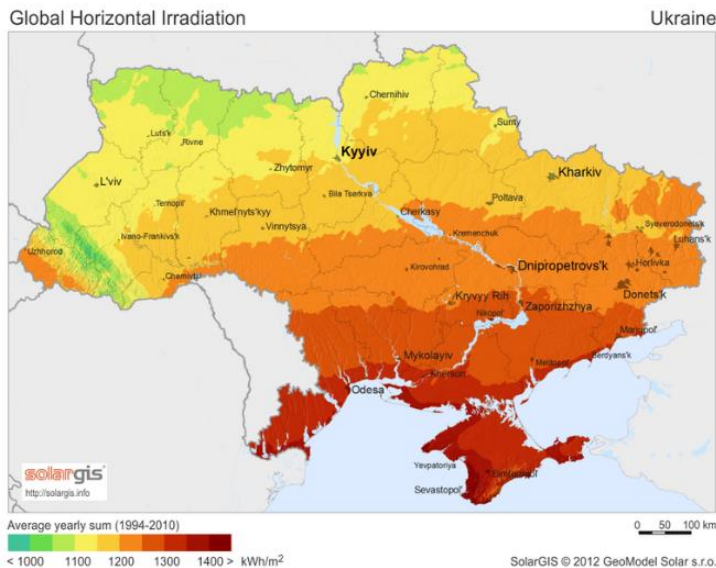 Global Horizontal Irradiation
Ukraine
Chernihiv
Luts'k
Rivne
Sumy
Kyyiv
Zhytomyr
Kharkiv
L'viv
Bila Tserkva
Poltava
Ternopil'
Khmel'nyts'kyy
Cherkasy
Syeverodonets'k
Ivano-Frankivs'k
Vinnytsya
Kremenchuk
Luhans'k
Uzhhorod
Dnipropetrovs'k
Horlivka
Chernivtsi
Kirovohrad
Donets'k
Kryvyy Rih
Zaporizhzhya
Nikopol'
Mariupol'
Mykolayiv
Melitopol'
Berdyans'k
Kherson
Odesa
Yevpatoriya
Simferopol'
Sevastopol'
solargis
http://solargis.info
Average yearly sum (1994-2010)
0 50 100 km
< 1000 1100 1200 1300 1400 > kWh/m²
SolarGIS © 2012 GeoModel Solar s.r.o.